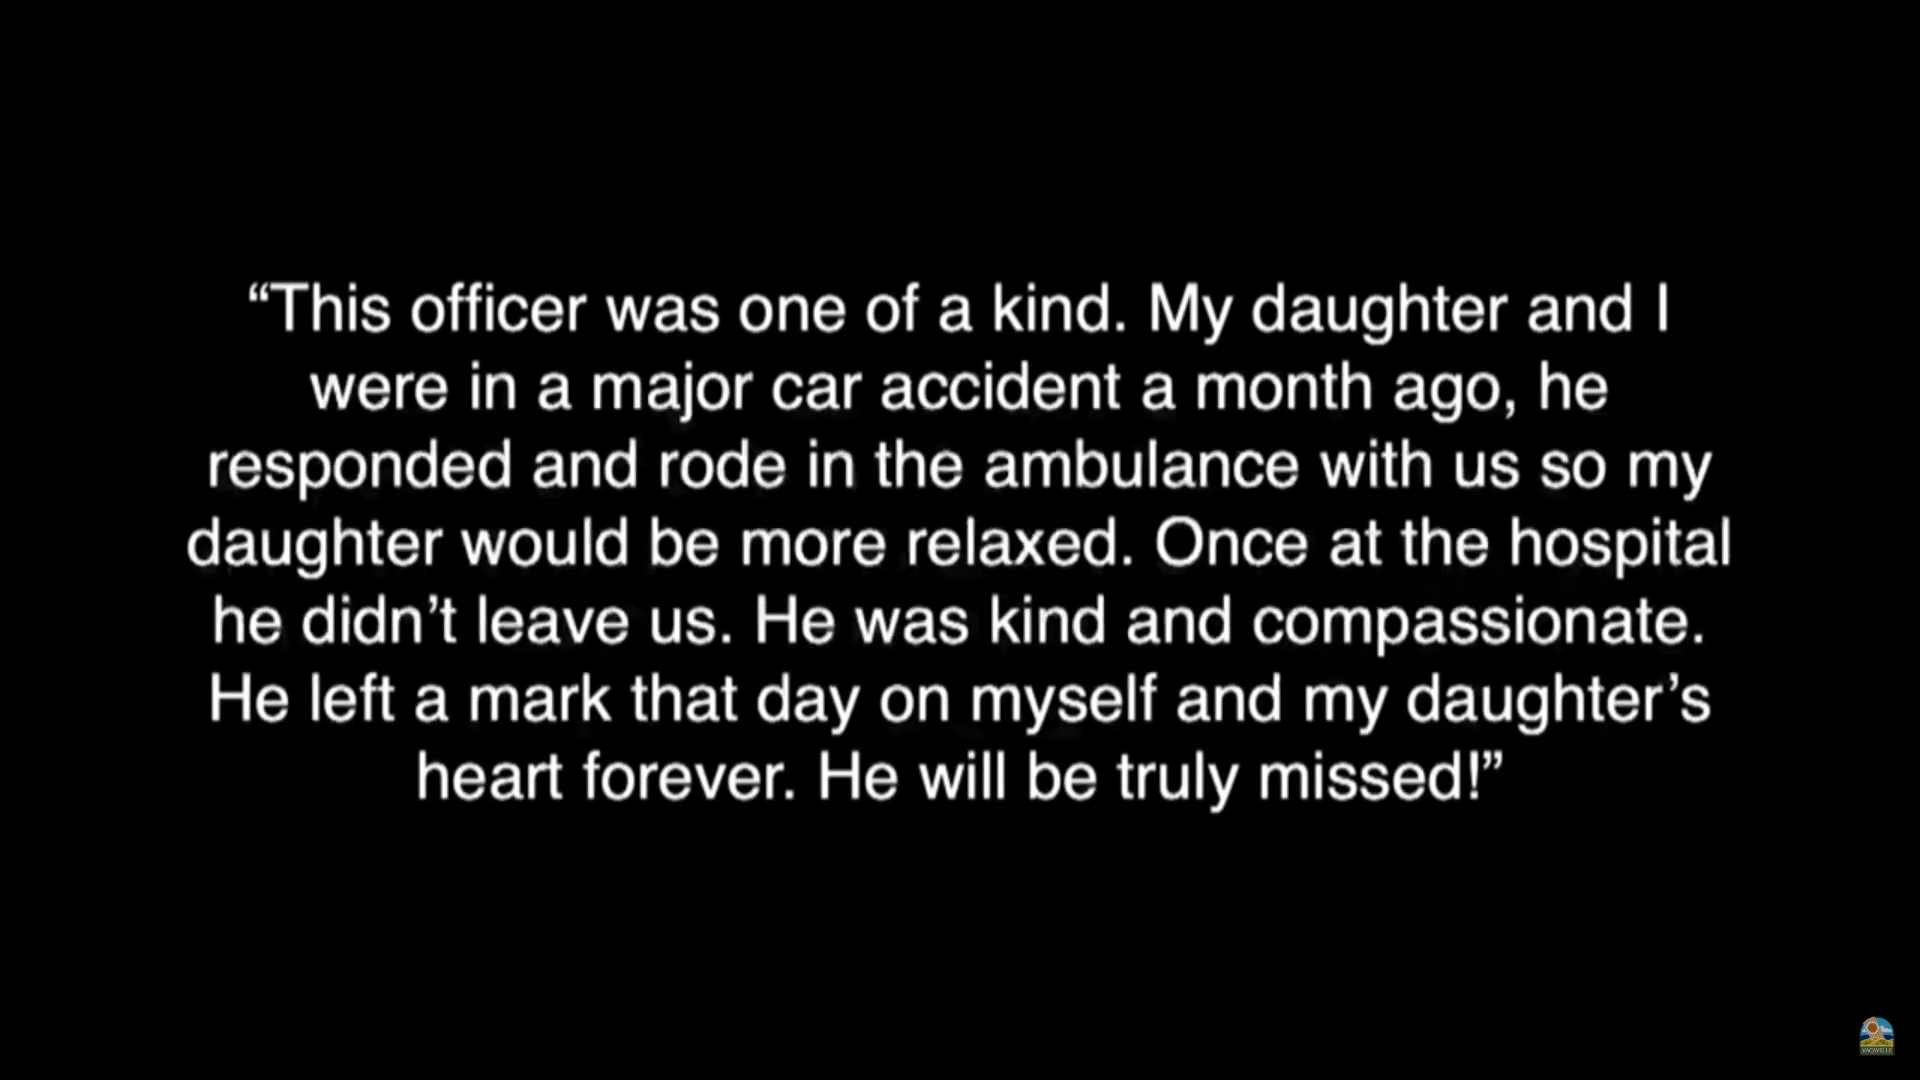 “This officer was one of a kind. My daughter and I
were in a major car accident a month ago, he
responded and rode in the ambulance with us so my
daughter would be more relaxed. Once at the hospital
he didn’t leave us. He was kind and compassionate.
He left a mark that day on myself and my daughter’s
heart forever. He will be truly missed!”
VACAVILLE